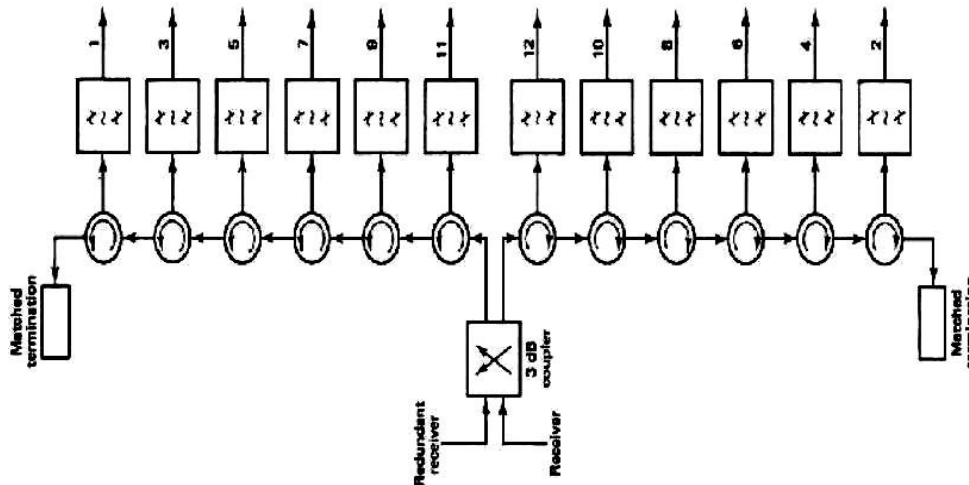 1
3
5
7
9
11
12
10
8
6
4
2
Matched
termination
3 dB
coupler
Redundant
receiver
Receiver
Matched